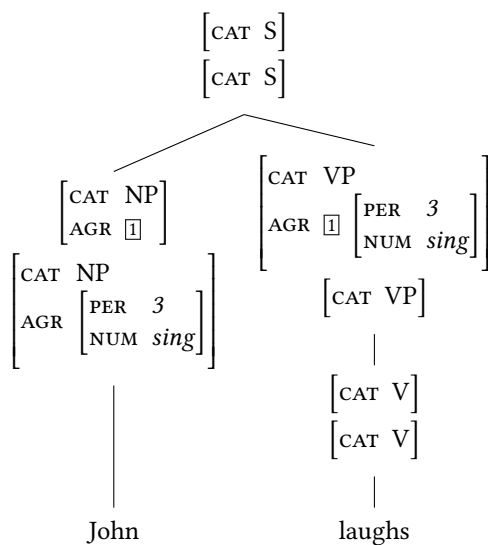 [CAT S]
[CAT S]
[CAT NP
AGR 1]
[CAT NP
AGR [PER 3
NUM sing]]
John
[CAT VP
AGR 1 [PER 3
NUM sing]]
[CAT VP]
[CAT V]
[CAT V]
laughs